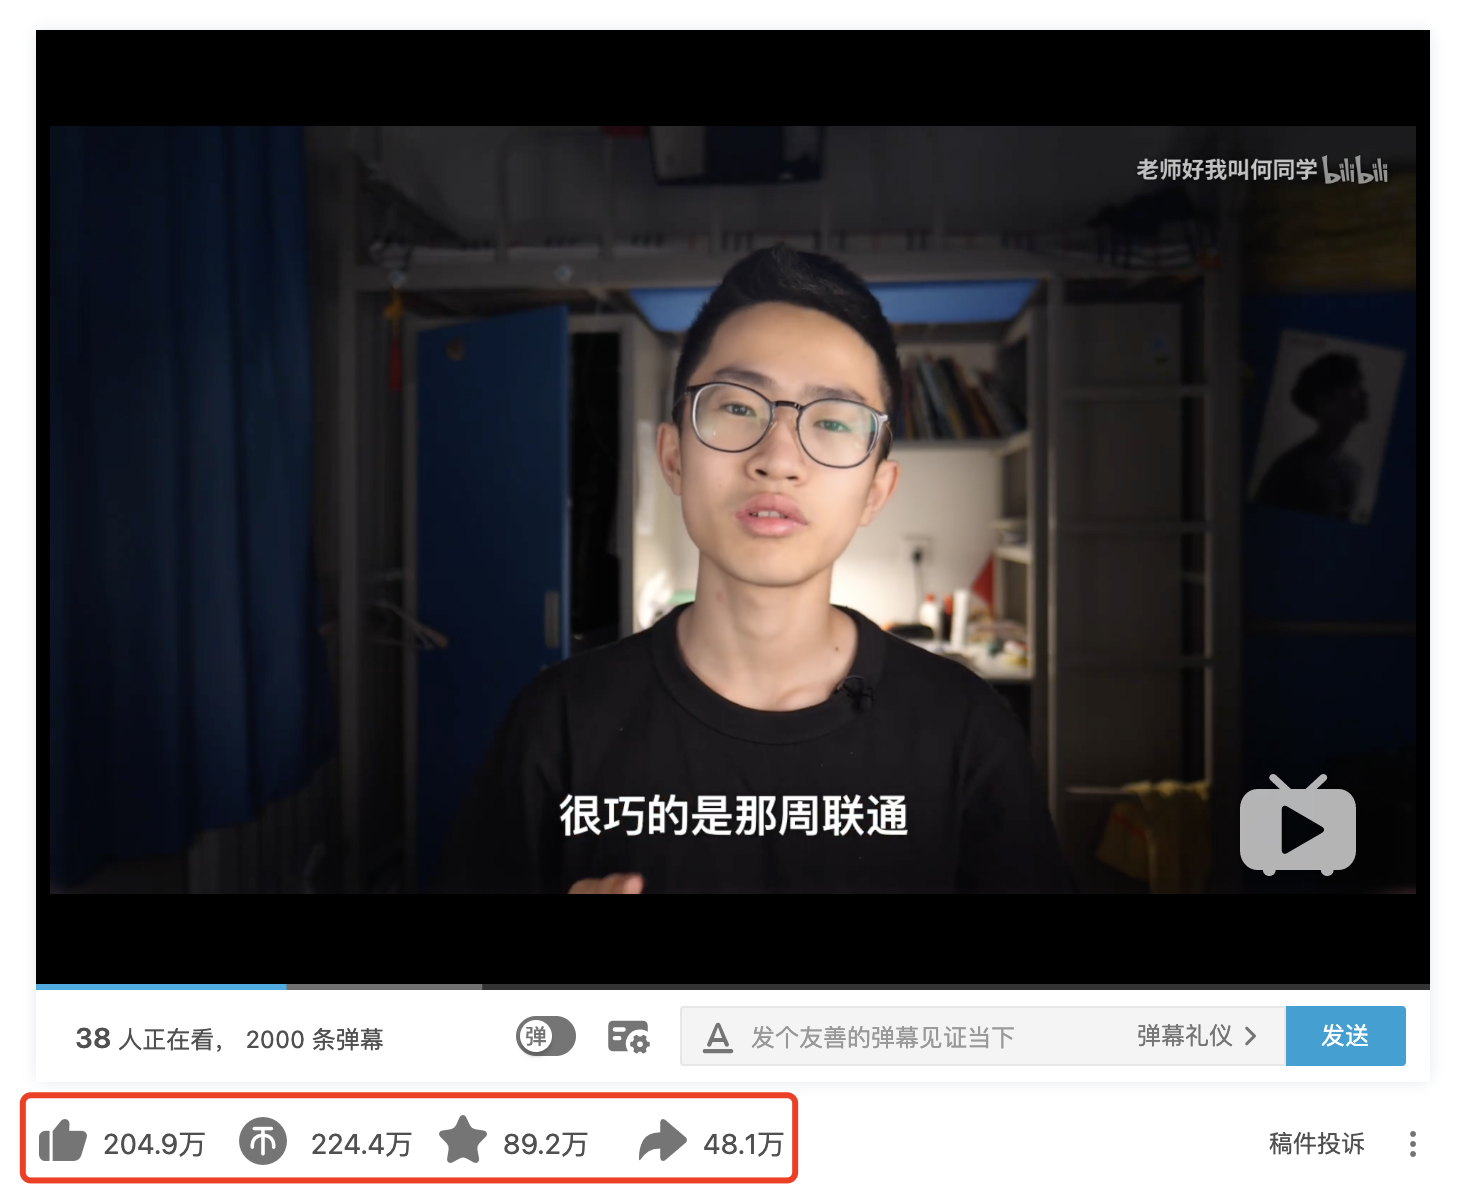 老师好我叫何同学 bilibili
很巧的是那周联通
38 人正在看， 2000 条弹幕 弹 A 发个友善的弹幕见证当下 弹幕礼仪 发送
204.9万 币 224.4万 89.2万 48.1万 稿件投诉